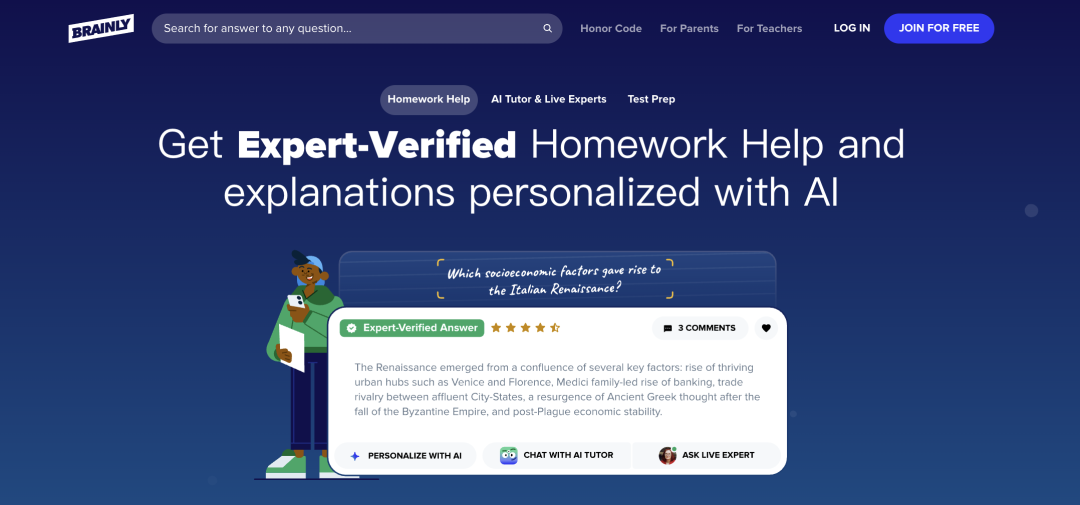 BRAINLY
Search for answer to any question...
Honor Code
For Parents
For Teachers
LOG IN
JOIN FOR FREE
Homework Help
AI Tutor & Live Experts
Test Prep
Get Expert-Verified Homework Help and
explanations personalized with AI
Which socioeconomic factors gave rise to
the Italian Renaissance?
Expert-Verified Answer
3 COMMENTS
The Renaissance emerged from a confluence of several key factors: rise of thriving
urban hubs such as Venice and Florence, Medici family-led rise of banking, trade
rivalry between affluent City-States, a resurgence of Ancient Greek thought after the
fall of the Byzantine Empire, and post-Plague economic stability.
PERSONALIZE WITH AI
CHAT WITH AI TUTOR
ASK LIVE EXPERT